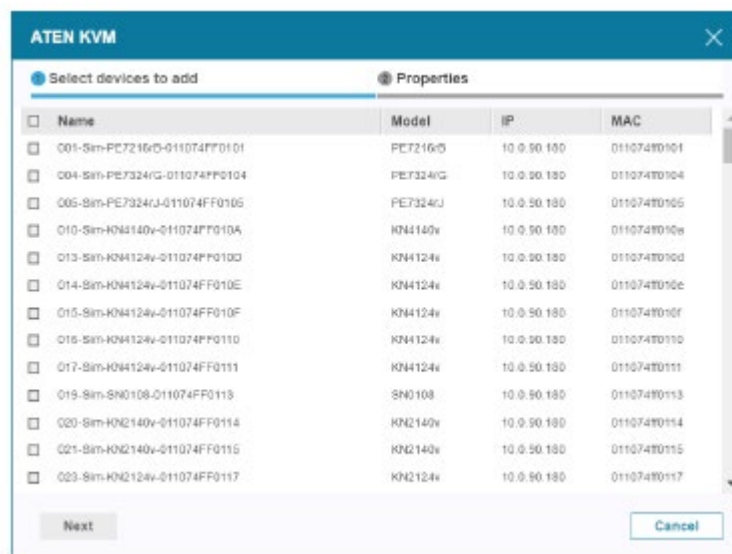 ATEN KVM
1 Select devices to add 2 Properties
Name Model IP MAC
001-Sim-PE7216rB-011074FF0101 PE7216rB 10.0.90.180 011074ff0101
004-Sim-PE7324rG-011074FF0104 PE7324rG 10.0.90.180 011074ff0104
005-Sim-PE7324rJ-011074FF0105 PE7324rJ 10.0.90.180 011074ff0105
010-Sim-KN4140v-011074FF010A KN4140v 10.0.90.180 011074ff010a
013-Sim-KN4124v-011074FF010D KN4124v 10.0.90.180 011074ff010d
014-Sim-KN4124v-011074FF010E KN4124v 10.0.90.180 011074ff010e
015-Sim-KN4124v-011074FF010F KN4124v 10.0.90.180 011074ff010f
016-Sim-KN4124v-011074FF0110 KN4124v 10.0.90.180 011074ff0110
017-Sim-KN4124v-011074FF0111 KN4124v 10.0.90.180 011074ff0111
019-Sim-SN0108-011074FF0113 SN0108 10.0.90.180 011074ff0113
020-Sim-KN2140v-011074FF0114 KN2140v 10.0.90.180 011074ff0114
021-Sim-KN2140v-011074FF0115 KN2140v 10.0.90.180 011074ff0115
023-Sim-KN2124v-011074FF0117 KN2124v 10.0.90.180 011074ff0117
Next Cancel